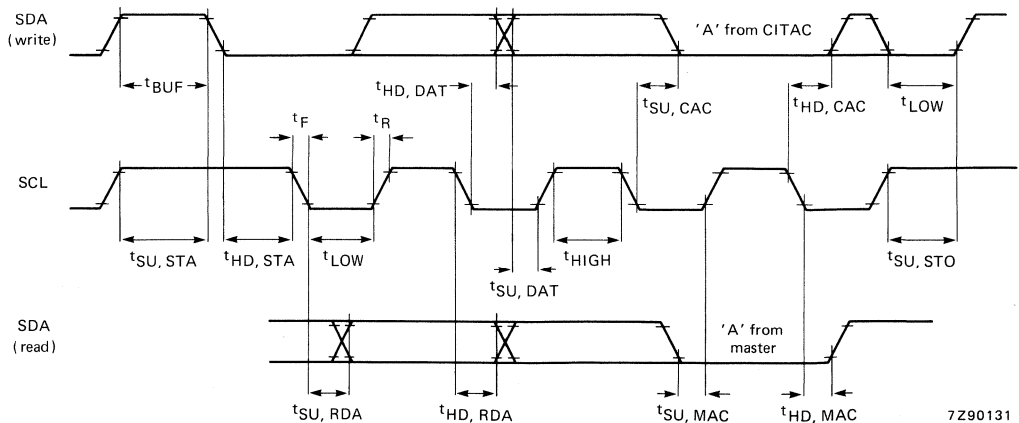 SDA
(write)
'A' from CITAC
tBUF
tHD, DAT
tSU, CAC
tHD, CAC
tLOW
tF
tR
SCL
tSU, STA
tHD, STA
tLOW
tHIGH
tSU, STO
tSU, DAT
SDA
(read)
'A' from
master
tSU, RDA
tHD, RDA
tSU, MAC
tHD, MAC
7Z90131